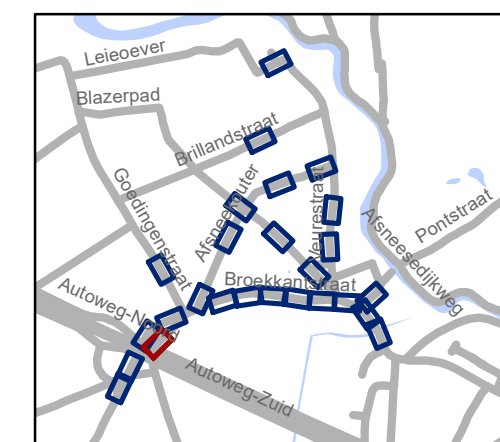 Leieoever
Blazerpad
Brillandstraat
Goedingenstraat
Afsneekouter
Neurestraat
Afsneesedijkweg
Pontstraat
Broekkantstraat
Autoweg-Noord
Autoweg-Zuid